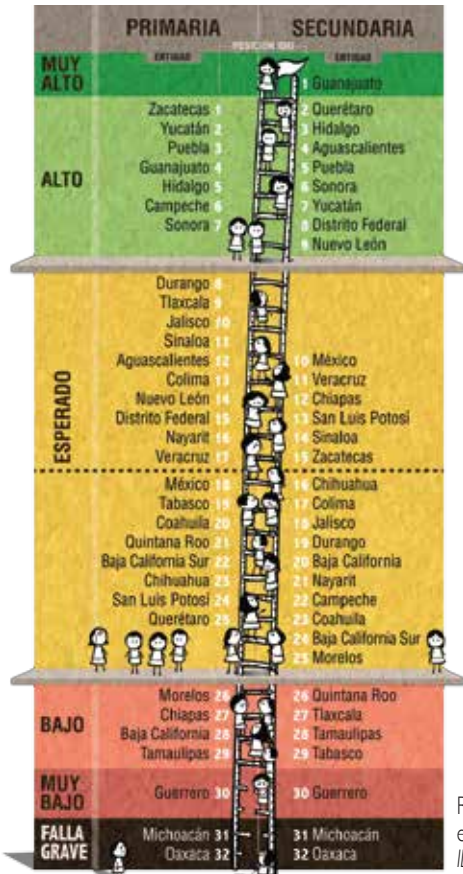 PRIMARIA
SECUNDARIA
POSICIÓN IDIO
ENTIDAD
ENTIDAD
MUY ALTO
1 Guanajuato
ALTO
Zacatecas 1
Yucatán 2
Puebla 3
Guanajuato 4
Hidalgo 5
Campeche 6
Sonora 7
2 Querétaro
3 Hidalgo
4 Aguascalientes
5 Puebla
6 Sonora
7 Yucatán
8 Distrito Federal
9 Nuevo León
ESPERADO
Durango 8
Tlaxcala 9
Jalisco 10
Sinaloa 11
Aguascalientes 12
Colima 13
Nuevo León 14
Distrito Federal 15
Nayarit 16
Veracruz 17
10 México
11 Veracruz
12 Chiapas
13 San Luis Potosí
14 Sinaloa
15 Zacatecas
México 18
Tabasco 19
Coahuila 20
Quintana Roo 21
Baja California Sur 22
Chihuahua 23
San Luis Potosí 24
Querétaro 25
16 Chihuahua
17 Colima
18 Jalisco
19 Durango
20 Baja California
21 Nayarit
22 Campeche
23 Coahuila
24 Baja California Sur
25 Morelos
BAJO
Morelos 26
Chiapas 27
Baja California 28
Tamaulipas 29
26 Quintana Roo
27 Tlaxcala
28 Tamaulipas
29 Tabasco
MUY BAJO
Guerrero 30
30 Guerrero
FALLA GRAVE
Michoacán 31
Oaxaca 32
31 Michoacán
32 Oaxaca